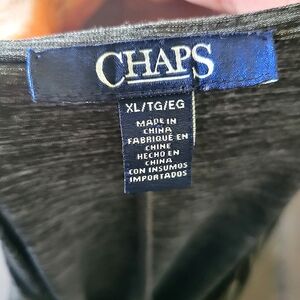 CHAPS
XL/TG/EG
MADE IN
CHINA
FABRIQUÉ EN
CHINE
HECHO EN
CHINA
CON INSUMOS
IMPORTADOS